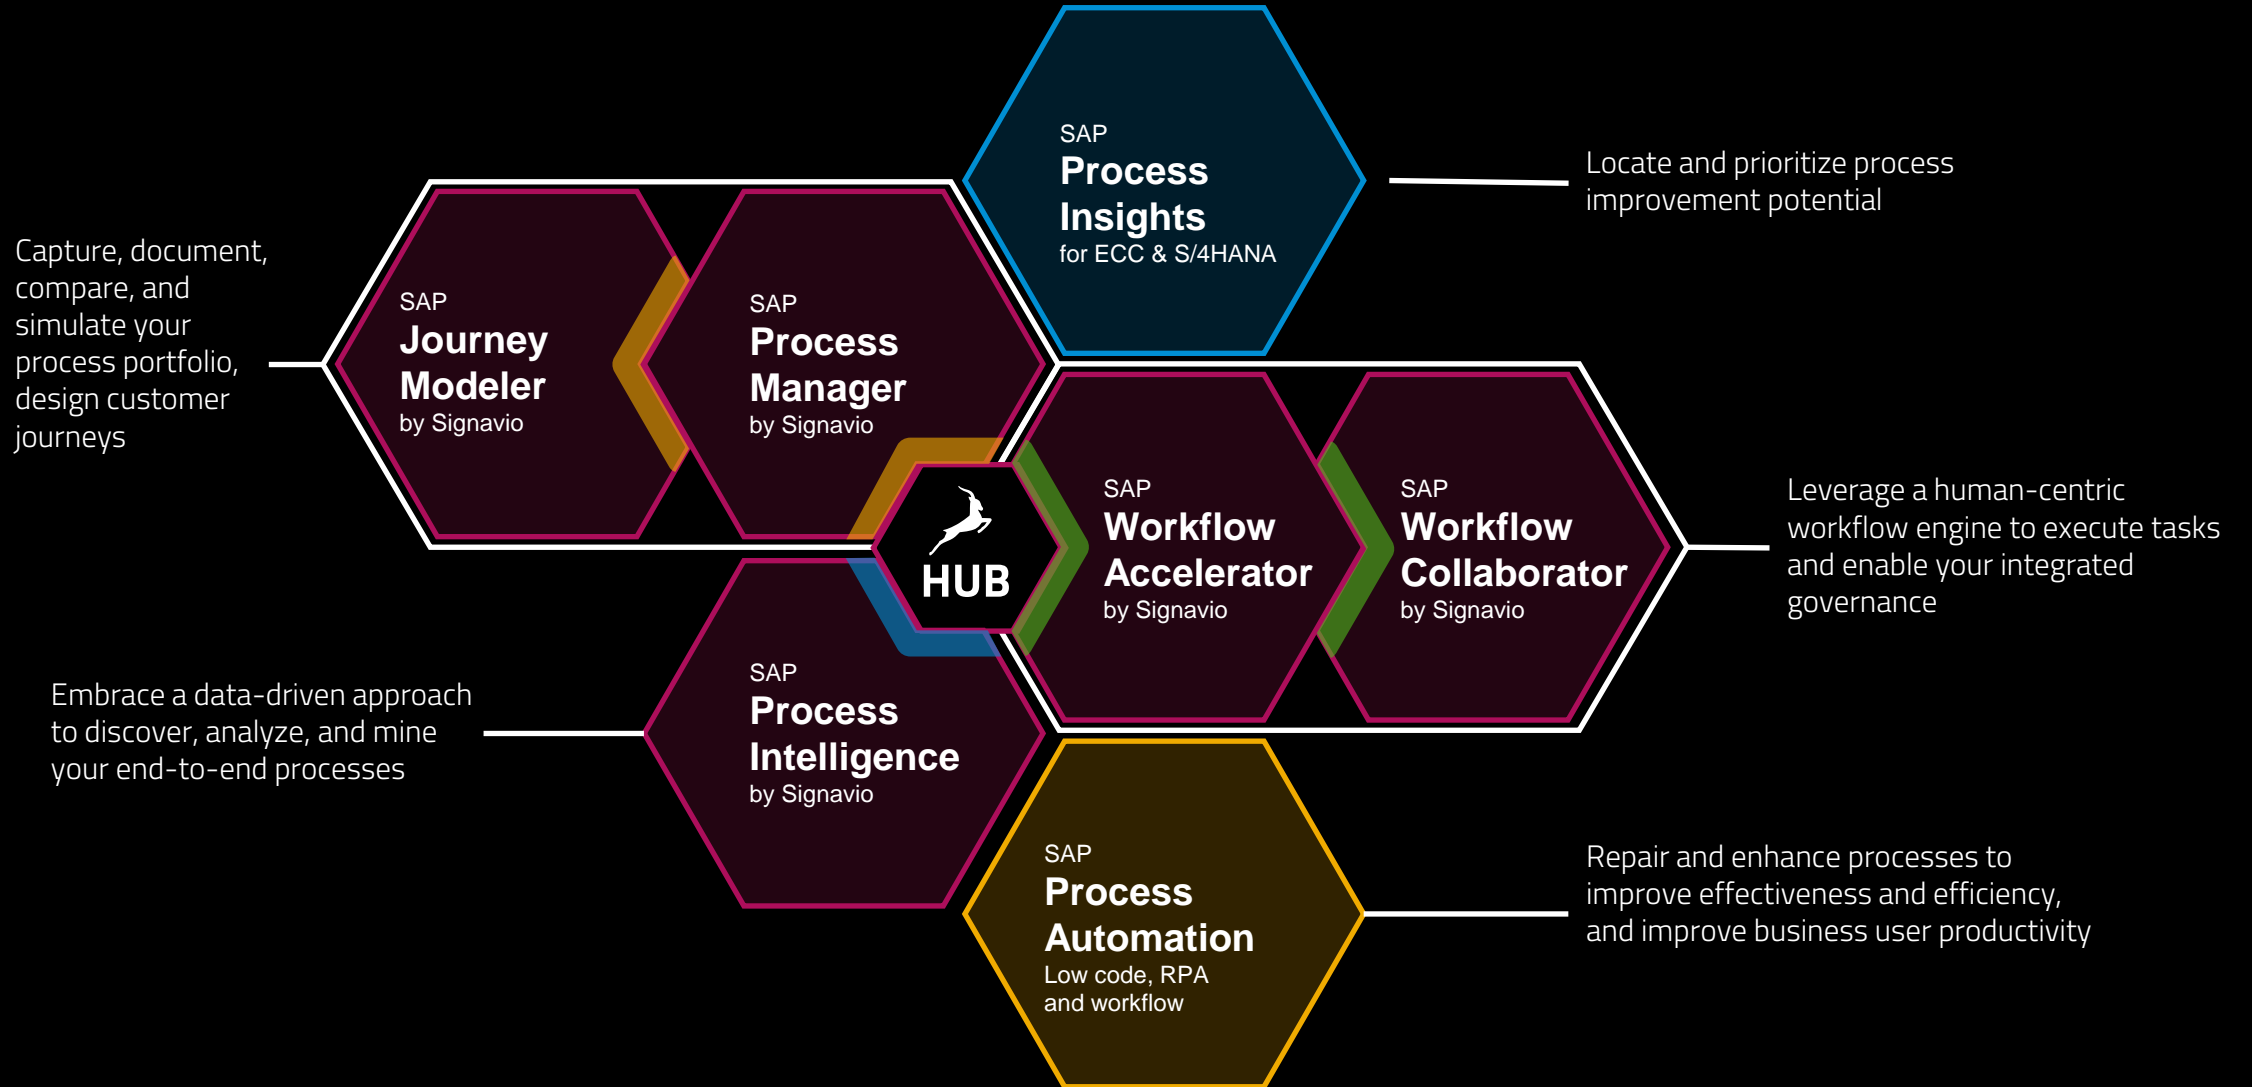 SAP
Process
Insights
for ECC & S/4HANA
Locate and prioritize process
improvement potential
Capture, document,
compare, and
simulate your
process portfolio,
design customer
journeys
SAP
Journey
Modeler
by Signavio
SAP
Process
Manager
by Signavio
HUB
SAP
Workflow
Accelerator
by Signavio
SAP
Workflow
Collaborator
by Signavio
Leverage a human-centric
workflow engine to execute tasks
and enable your integrated
governance
Embrace a data-driven approach
to discover, analyze, and mine
your end-to-end processes
SAP
Process
Intelligence
by Signavio
SAP
Process
Automation
Low code, RPA
and workflow
Repair and enhance processes to
improve effectiveness and efficiency,
and improve business user productivity